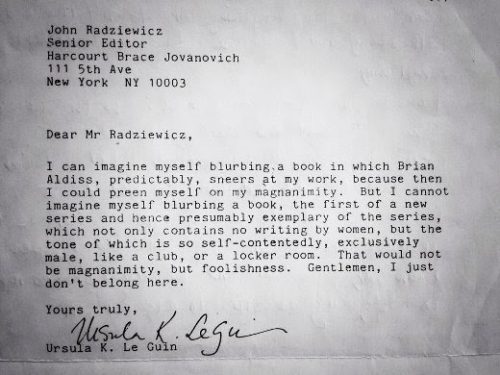 John Radziewicz
Senior Editor
Harcourt Brace Jovanovich
111 5th Ave
New York  NY 10003
Dear Mr Radziewicz,
I can imagine myself blurbing a book in which Brian
Aldiss, predictably, sneers at my work, because then
I could preen myself on my magnanimity.  But I cannot
imagine myself blurbing a book, the first of a new
series and hence presumably exemplary of the series,
which not only contains no writing by women, but the
tone of which is so self-contentedly, exclusively
male, like a club, or a locker room.  That would not
be magnanimity, but foolishness.  Gentlemen, I just
don't belong here.
Yours truly,
Ursula K. Le Guin
Ursula K. Le Guin